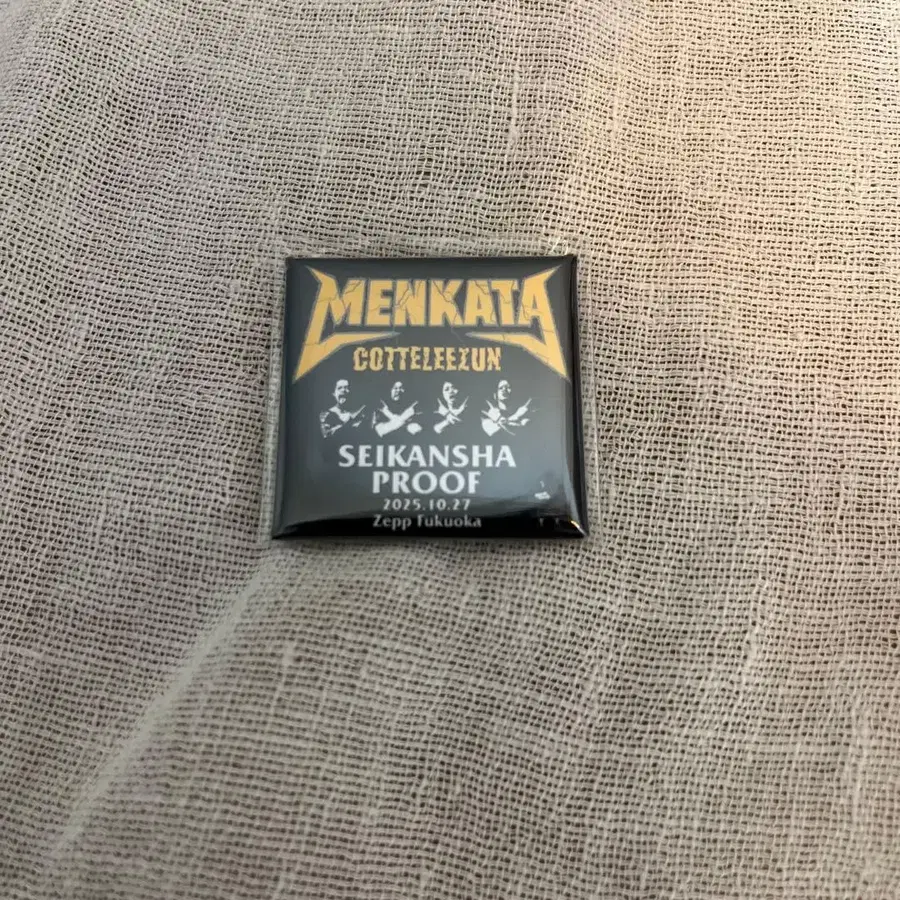 MENKATA
COTTELEEZUN
SEIKANSHA
PROOF
2025.10.27
Zepp Fukuoka